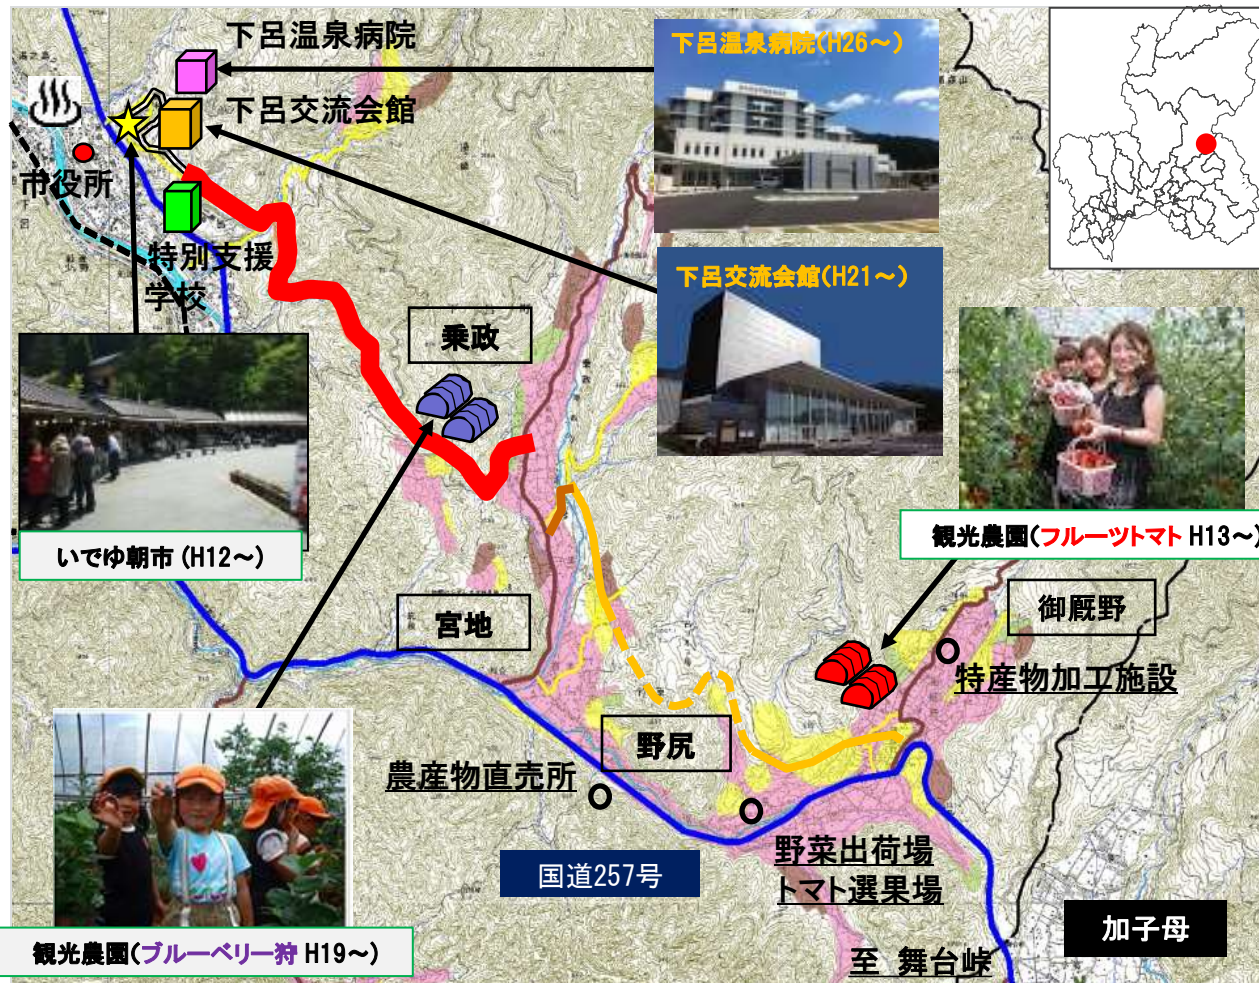 下呂温泉病院
下呂交流会館
市役所
特別支援
学校
下呂温泉病院(H26～)
下呂交流会館(H21～)
乗政
いでゆ朝市 (H12～)
観光農園(フルーツトマト H13～)
宮地
御厩野
特産物加工施設
野尻
農産物直売所
野菜出荷場
トマト選果場
国道257号
加子母
観光農園(ブルーベリー狩 H19～)
至 舞台峠